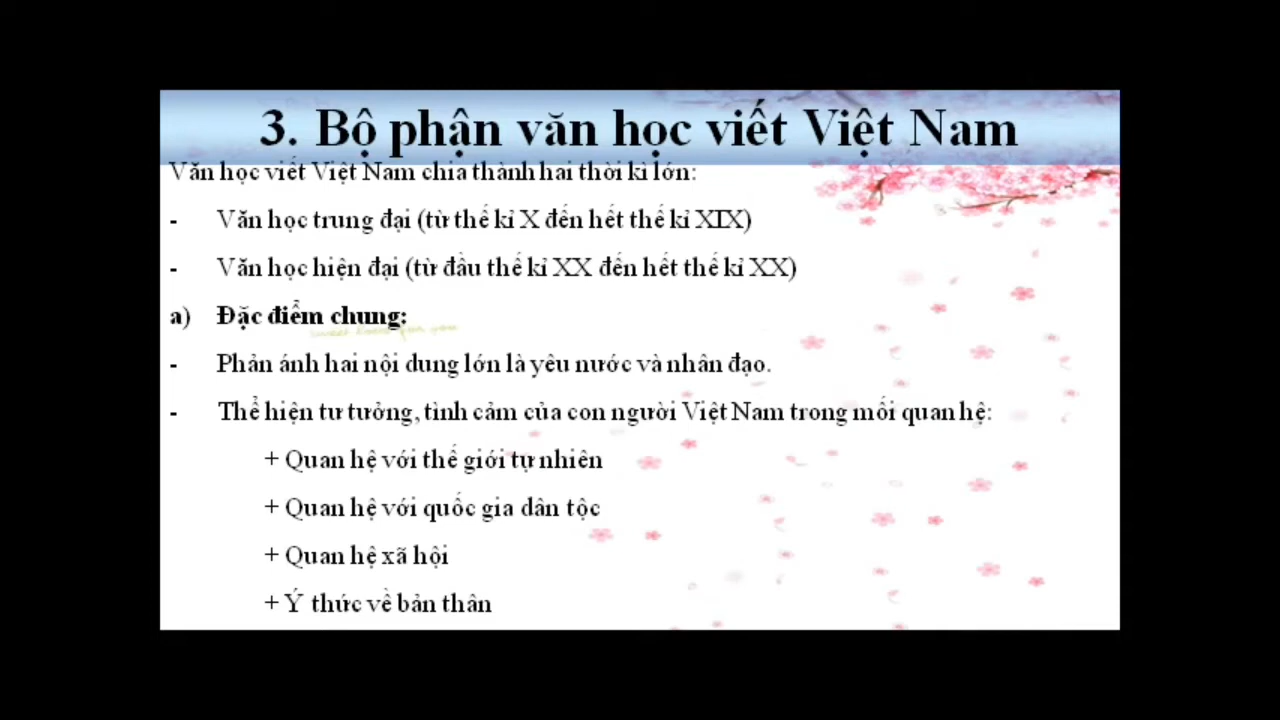 3. Bộ phận văn học viết Việt Nam
Văn học viết Việt Nam chia thành hai thời kì lớn:
- Văn học trung đại (từ thế kỉ X đến hết thế kỉ XIX)
- Văn học hiện đại (từ đầu thế kỉ XX đến hết thế kỉ XX)
a) Đặc điểm chung:
- Phản ánh hai nội dung lớn là yêu nước và nhân đạo.
- Thể hiện tư tưởng, tình cảm của con người Việt Nam trong mối quan hệ:
+ Quan hệ với thế giới tự nhiên
+ Quan hệ với quốc gia dân tộc
+ Quan hệ xã hội
+ Ý thức về bản thân